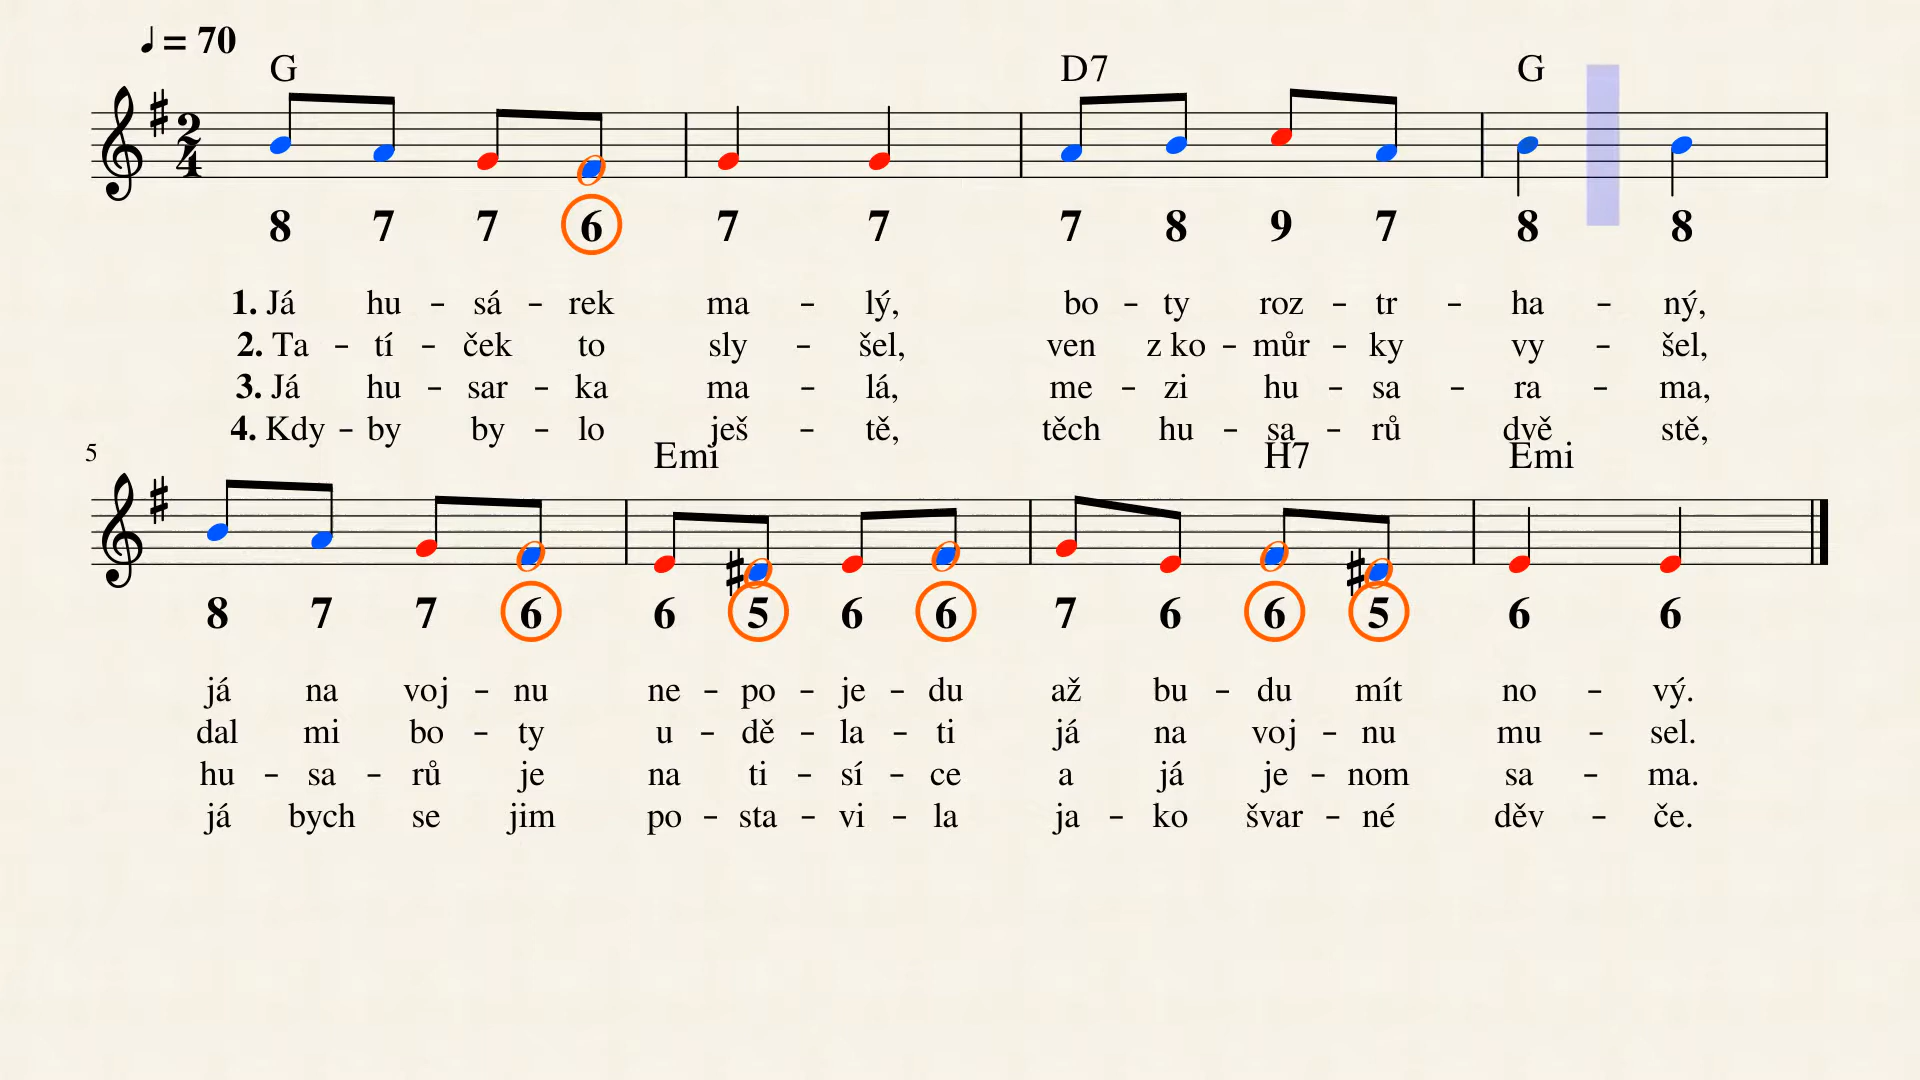 ♩ = 70
G D7 G
2
4
8 7 7 6 7 7 7 8 9 7 8 8
1. Já hu – sá – rek ma – lý, bo – ty roz – tr – ha – ný,
2. Ta – tí – ček to sly – šel, ven z ko – můr – ky vy – šel,
3. Já hu – sar – ka ma – lá, me – zi hu – sa – ra – ma,
4. Kdy – by by – lo ješ – tě, těch hu – sa – rů dvě stě,
5 Emi H7 Emi
8 7 7 6 6 5 6 6 7 6 6 5 6 6
já na voj – nu ne – po – je – du až bu – du mít no – vý.
dal mi bo – ty u – dě – la – ti já na voj – nu mu – sel.
hu – sa – rů je na ti – sí – ce a já je – nom sa – ma.
já bych se jim po – sta – vi – la ja – ko švar – né děv – če.